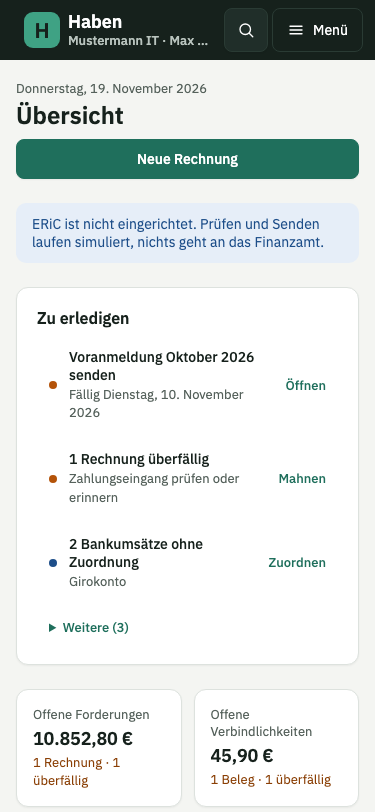 H
Haben
Mustermann IT · Max ...
Menü
Donnerstag, 19. November 2026
Übersicht
Neue Rechnung
ERiC ist nicht eingerichtet. Prüfen und Senden
laufen simuliert, nichts geht an das Finanzamt.
Zu erledigen
Voranmeldung Oktober 2026
senden
Fällig Dienstag, 10. November
2026
Öffnen
1 Rechnung überfällig
Zahlungseingang prüfen oder
erinnern
Mahnen
2 Bankumsätze ohne
Zuordnung
Girokonto
Zuordnen
Weitere (3)
Offene Forderungen
10.852,80 €
1 Rechnung · 1
überfällig
Offene
Verbindlichkeiten
45,90 €
1 Beleg · 1 überfällig